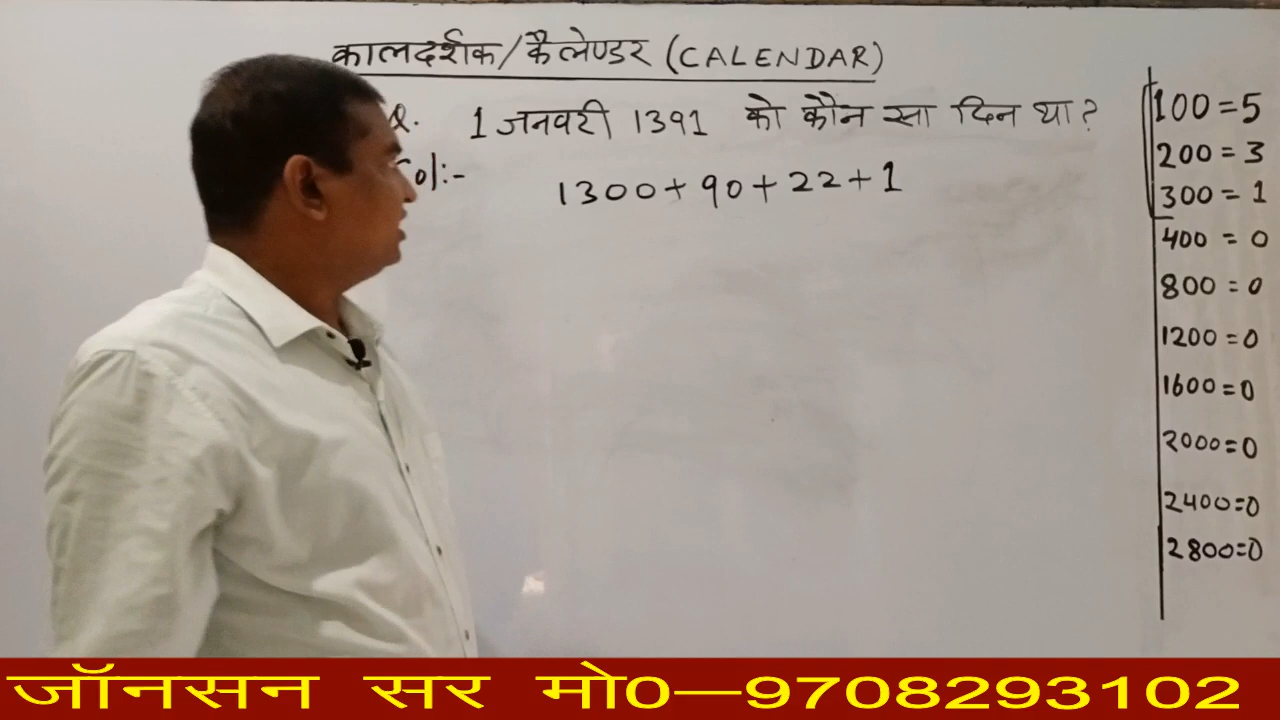 कालदर्शक/कैलेण्डर (CALENDAR)
Q. 1 जनवरी 1391 को कौन सा दिन था?
Sol:-
1300+90+22+1
100=5
200=3
300=1
400=0
800=0
1200=0
1600=0
2000=0
2400=0
2800=0
जॉनसन सर मो0—9708293102